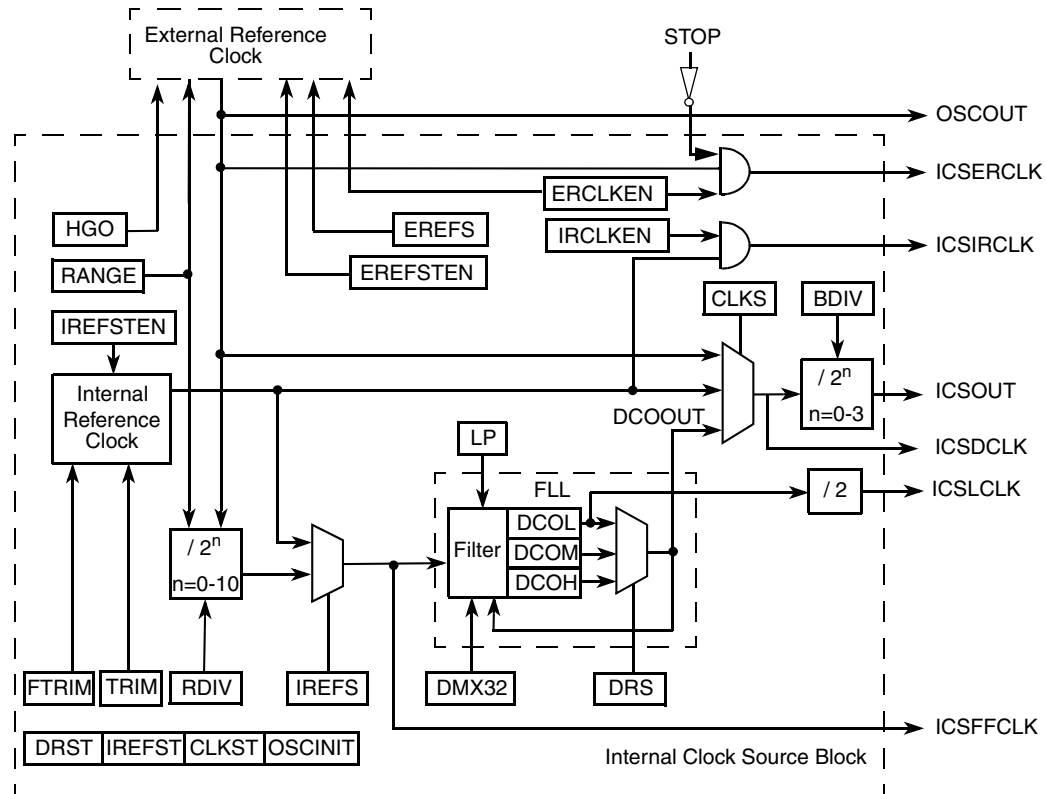 External Reference
Clock
STOP
OSCOUT
ICSERCLK
ERCLKEN
HGO
EREFS
IRCLKEN
ICSIRCLK
RANGE
EREFSTEN
CLKS
BDIV
IREFSTEN
Internal
Reference
Clock
/ 2n
n=0-3
ICSOUT
DCOOUT
LP
ICSDCLK
FLL
/ 2
ICSLCLK
Filter
DCOL
DCOM
DCOH
/ 2n
n=0-10
FTRIM
TRIM
RDIV
IREFS
DMX32
DRS
ICSFFCLK
DRST IREFST CLKST OSCINIT
Internal Clock Source Block